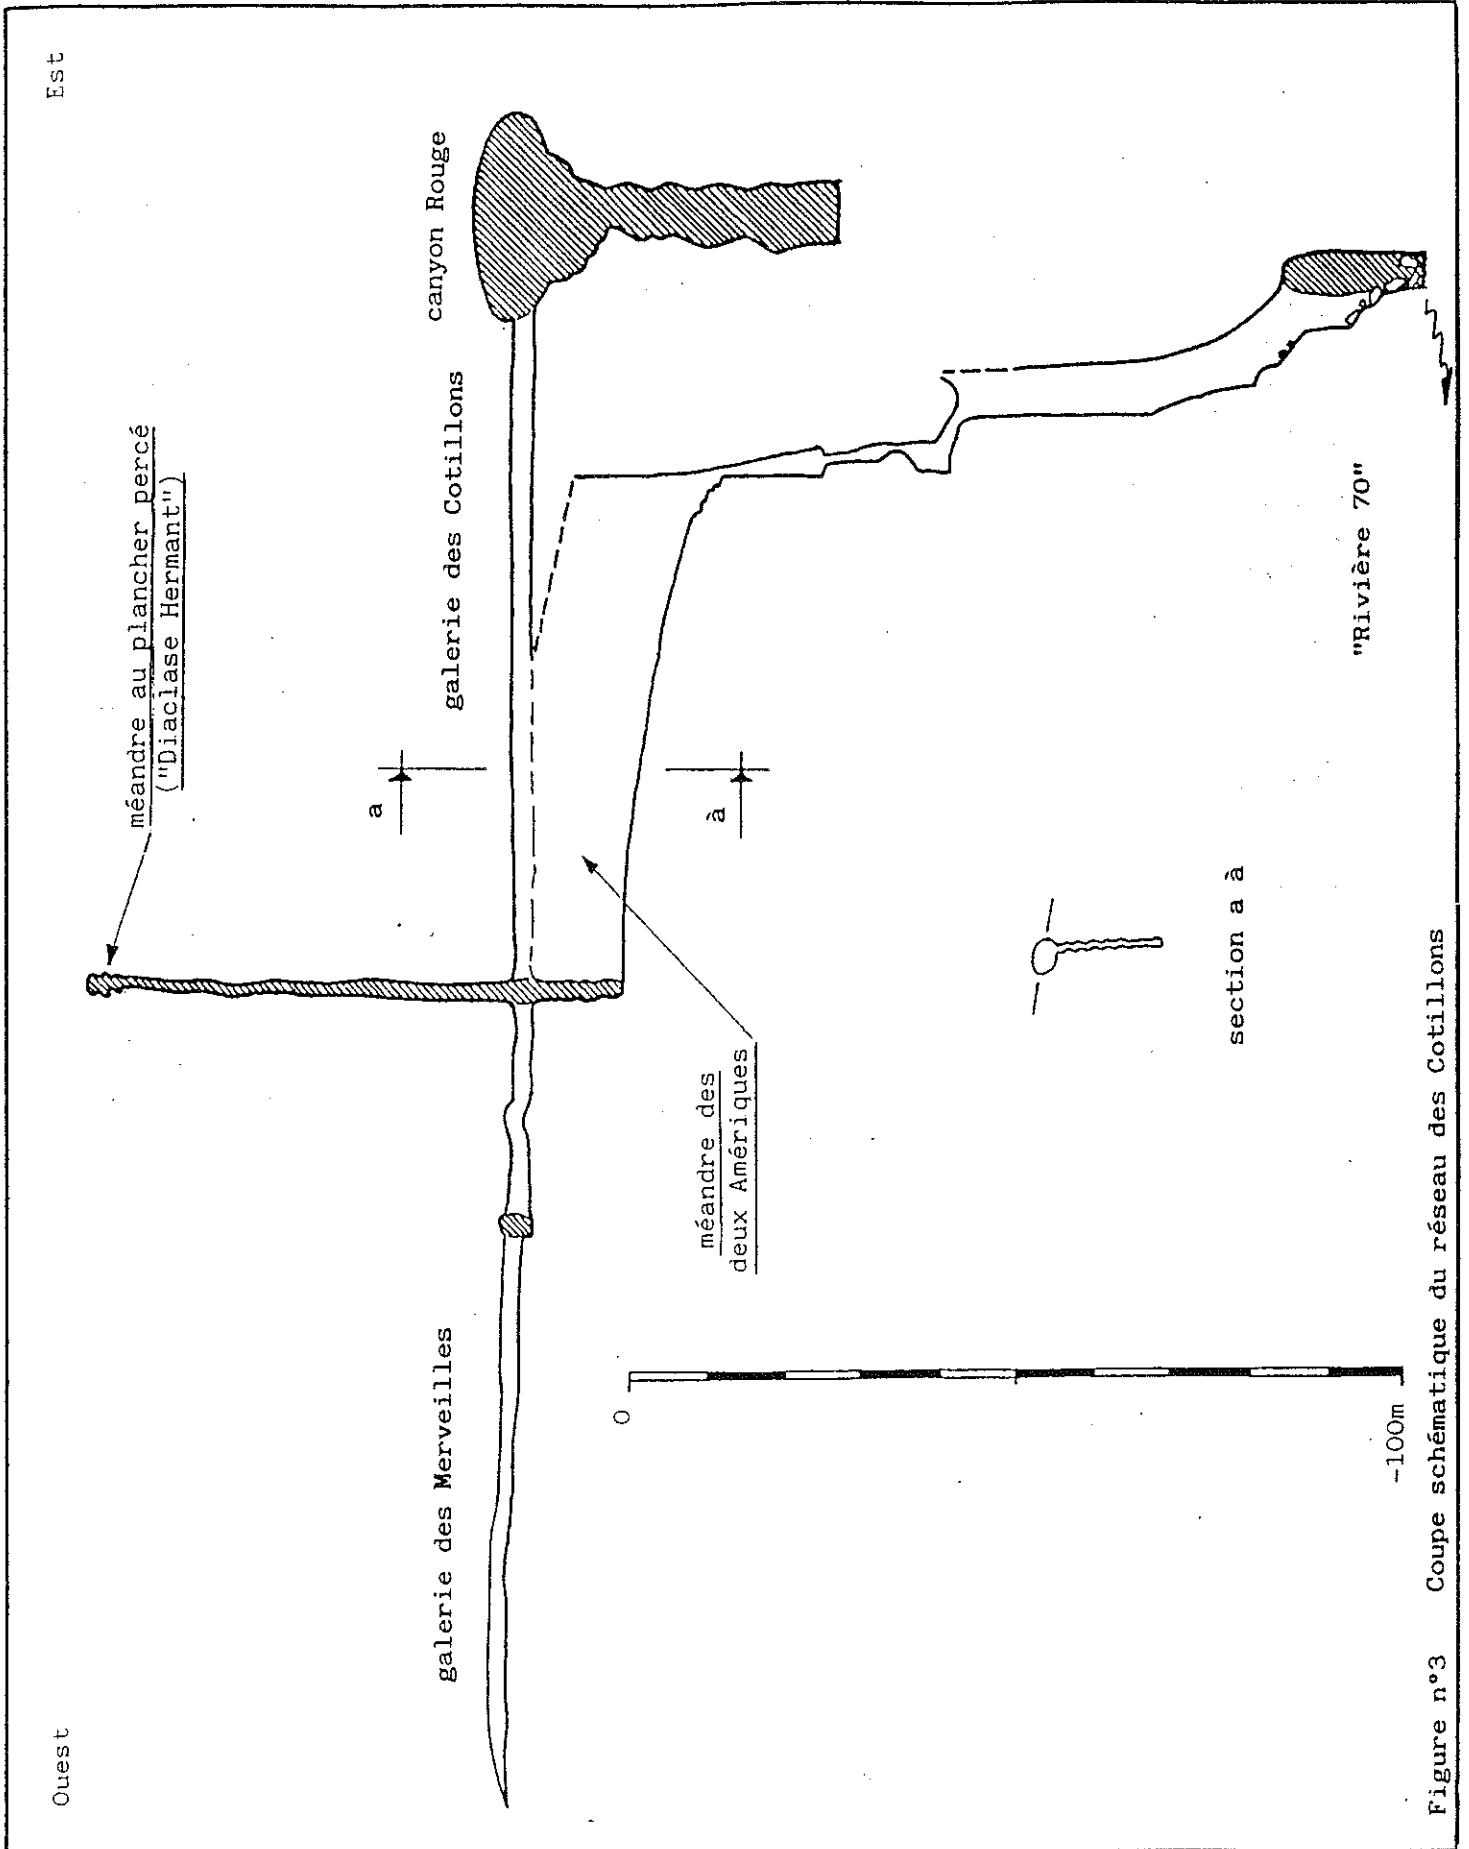 Ouest
Est
méandre au plancher percé
("Diaclase Hermant")
galerie des Merveilles
galerie des Cotillons
canyon Rouge
a
à
méandre des
deux Amériques
section a à
"Rivière 70"
0
-100m
Figure n°3 Coupe schématique du réseau des Cotillons